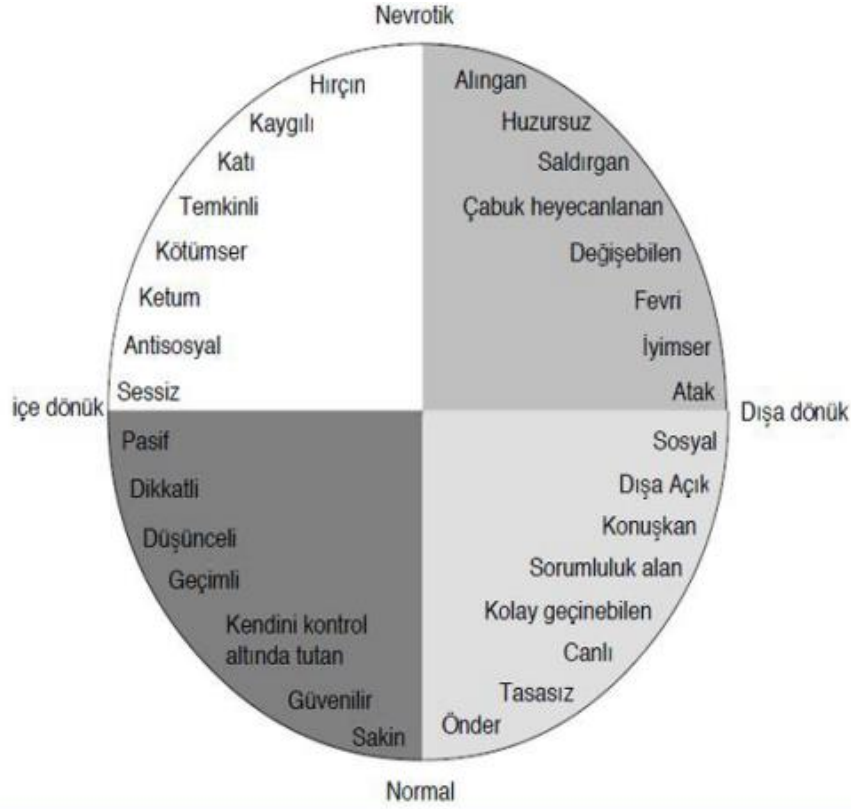 Nevrotik
Hırçın
Kaygılı
Katı
Temkinli
Kötümser
Ketum
Antisosyal
Sessiz
Alıngan
Huzursuz
Saldırgan
Çabuk heyecanlanan
Değişebilen
Fevri
İyimser
Atak
içe dönük
Dışa dönük
Pasif
Dikkatli
Düşünceli
Geçimli
Kendini kontrol
altında tutan
Güvenilir
Sakin
Sosyal
Dışa Açık
Konuşkan
Sorumluluk alan
Kolay geçinebilen
Canlı
Tasasız
Önder
Normal